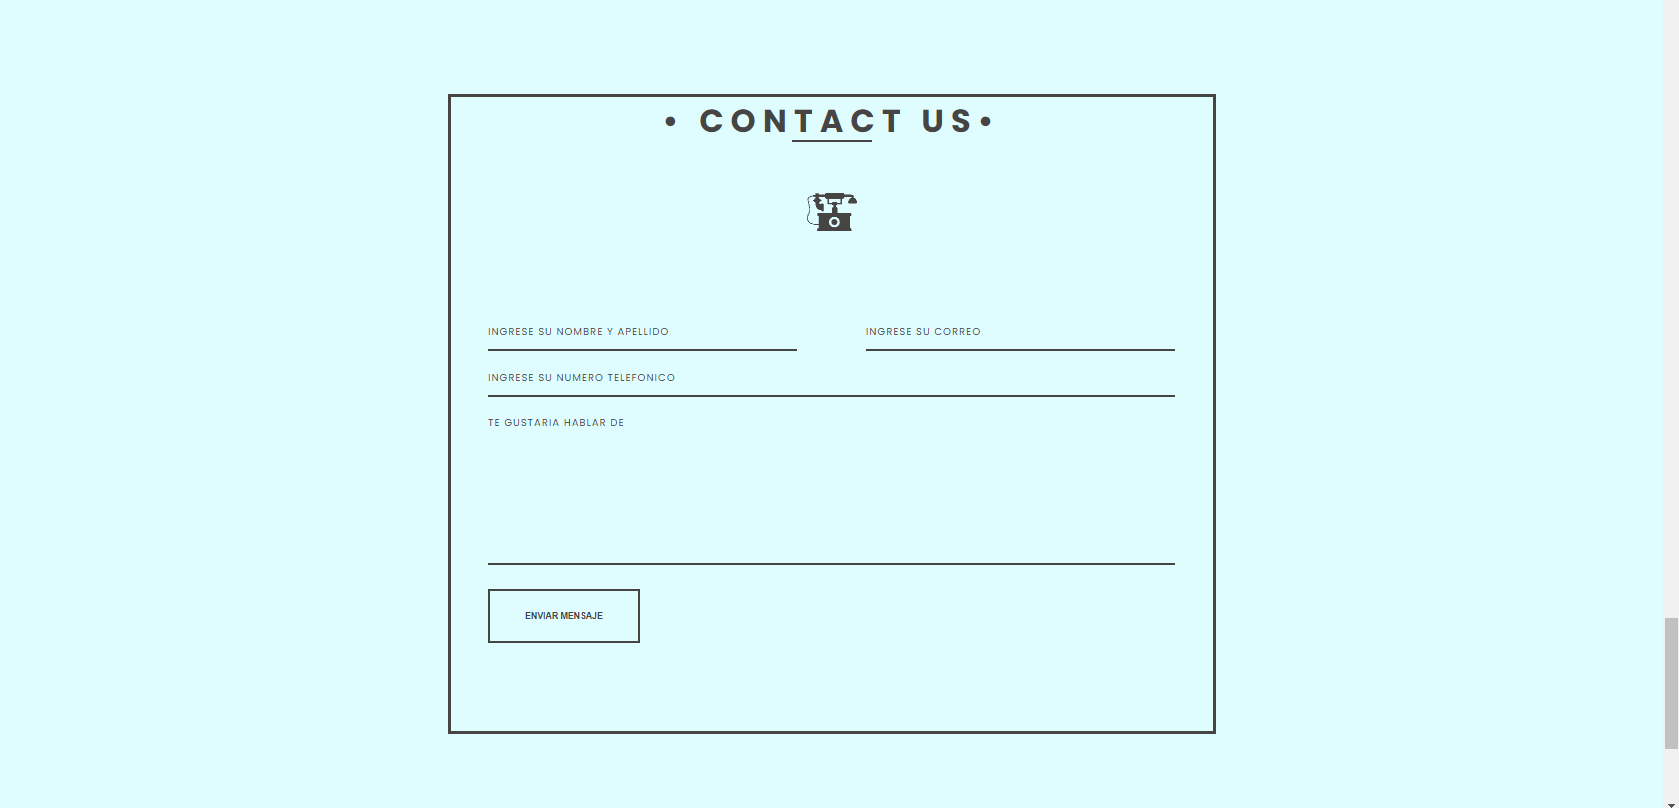 • CONTACT US•
INGRESE SU NOMBRE Y APELLIDO
INGRESE SU CORREO
INGRESE SU NUMERO TELEFONICO
TE GUSTARIA HABLAR DE
ENVIAR MENSAJE